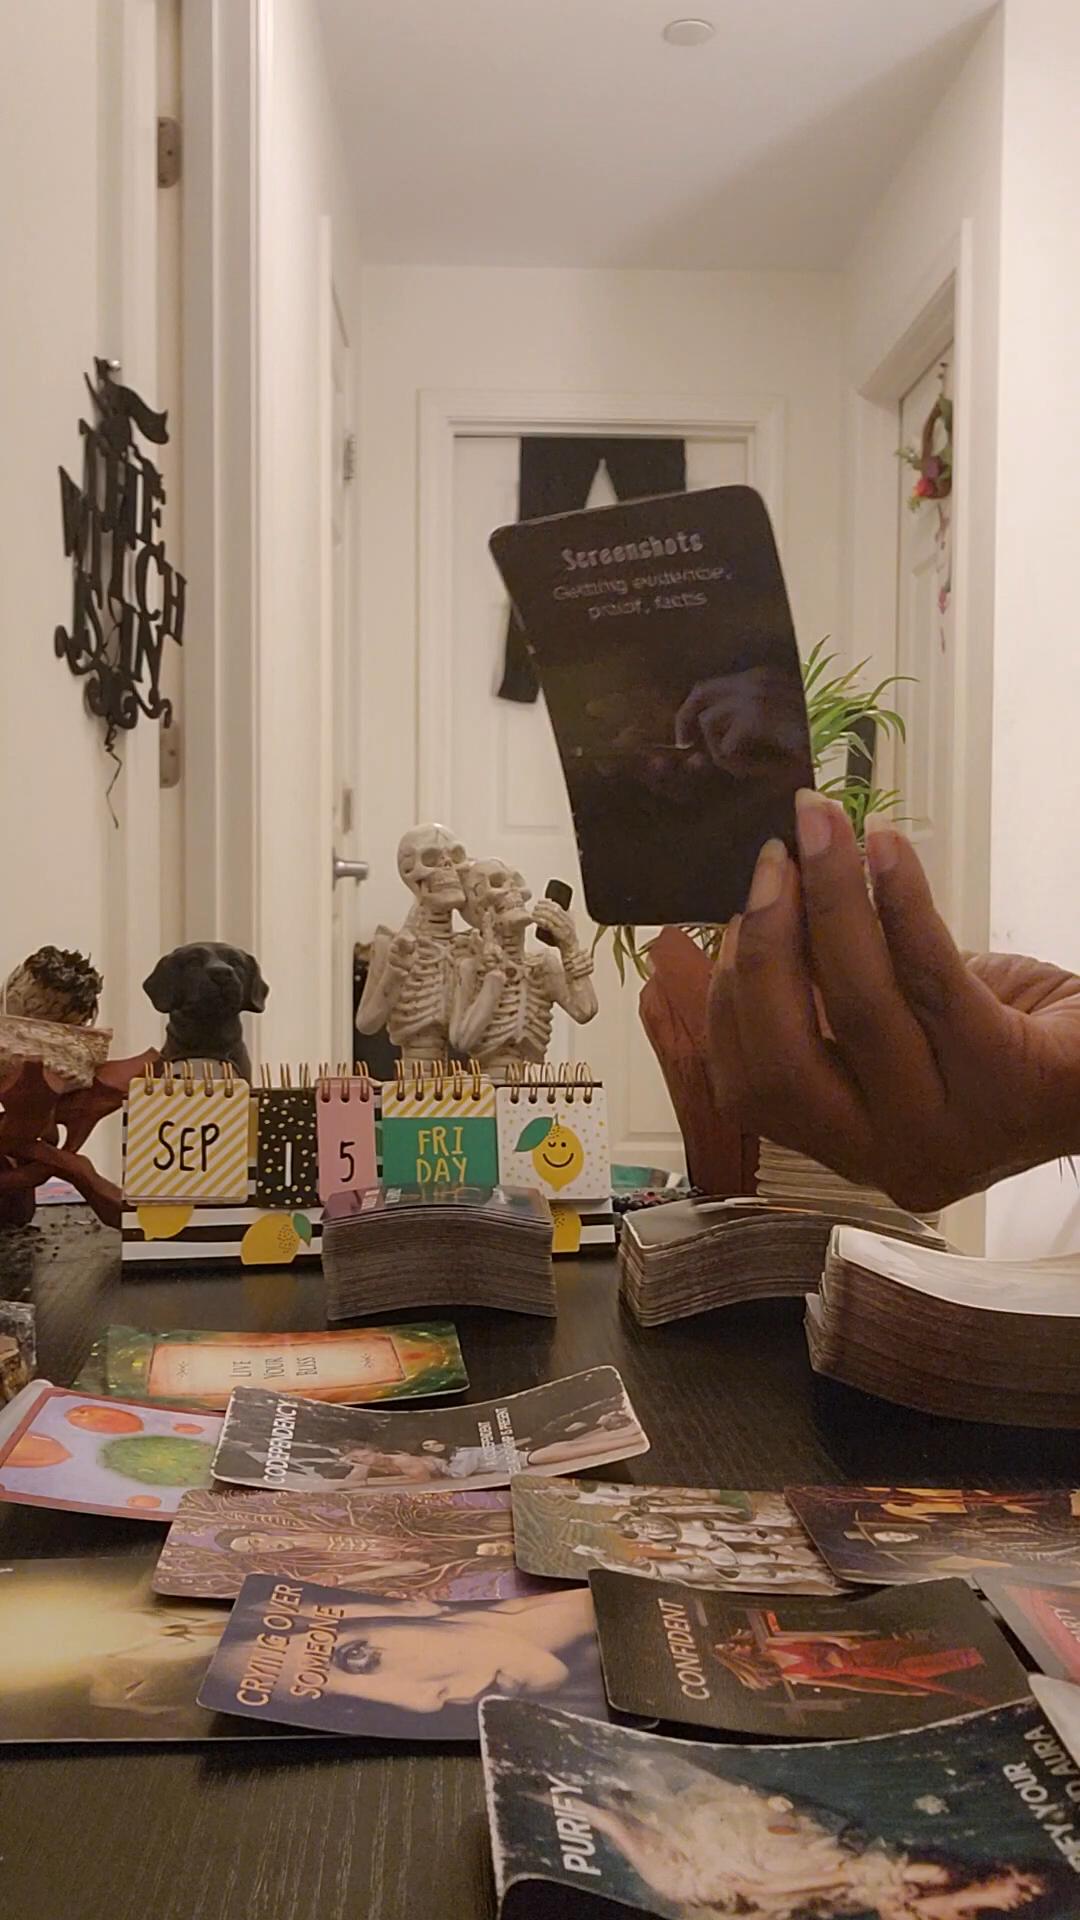 THE
WITCH
IS IN
Screenshots
Getting evidence,
proof, facts
SEP
1
5
FRI
DAY
LIVE
YOUR
BLISS
CODEPENDENCY
CRYING OVER
SOMEONE
CONFIDENT
PURIFY
YOUR
AURA